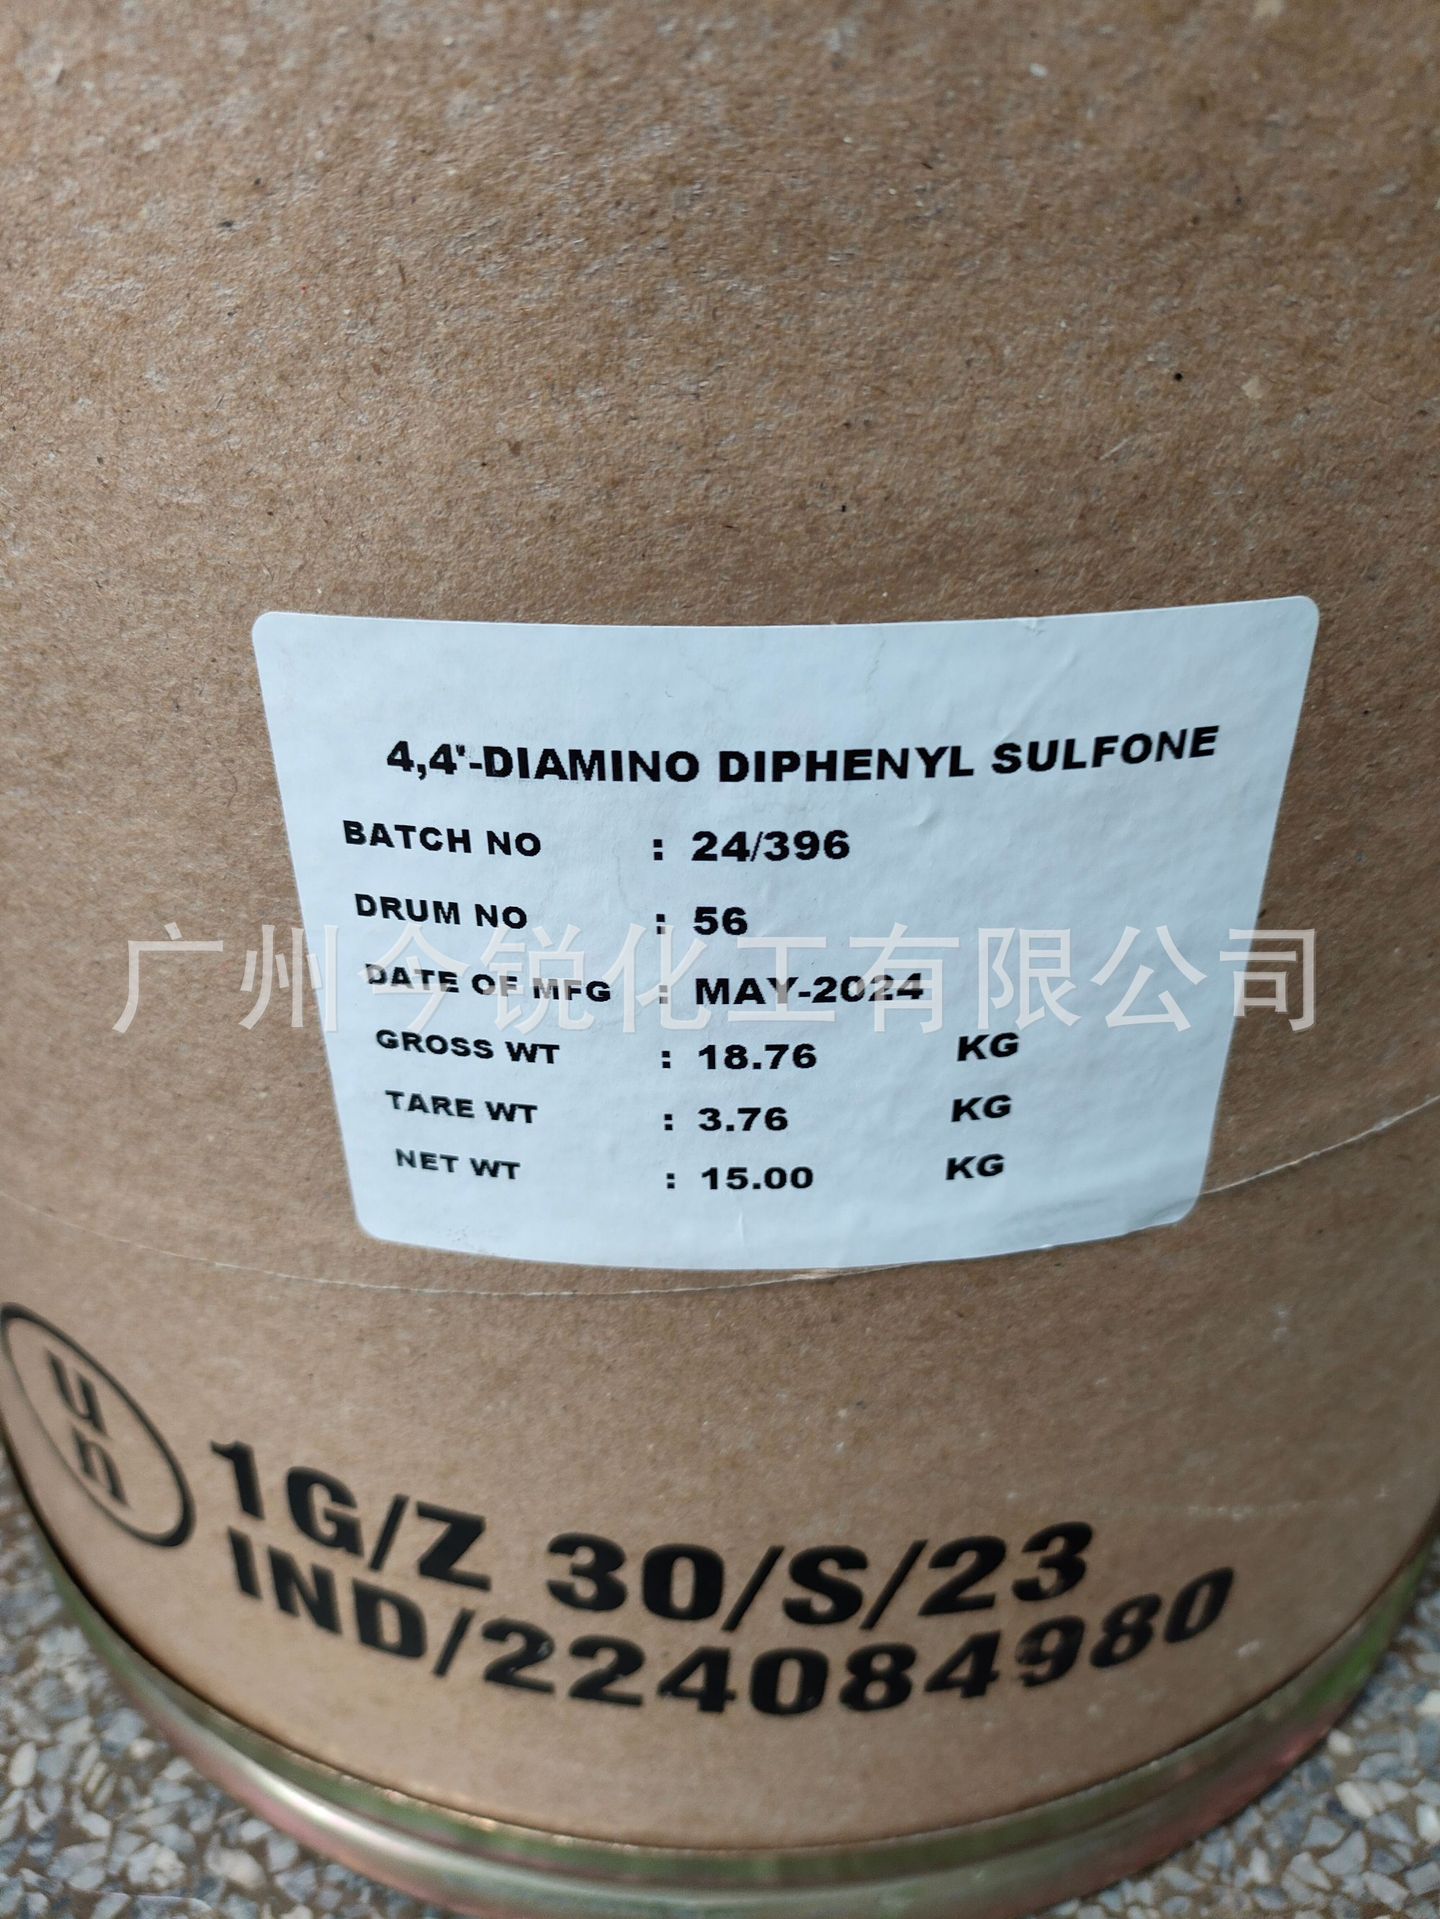 4,4'-DIAMINO DIPHENYL SULFONE
BATCH NO : 24/396
DRUM NO : 56
广州今锐化工有限公司
DATE OF MFG : MAY-2024
GROSS WT : 18.76 KG
TARE WT : 3.76 KG
NET WT : 15.00 KG
un
1G/Z 30/S/23
IND/224084980